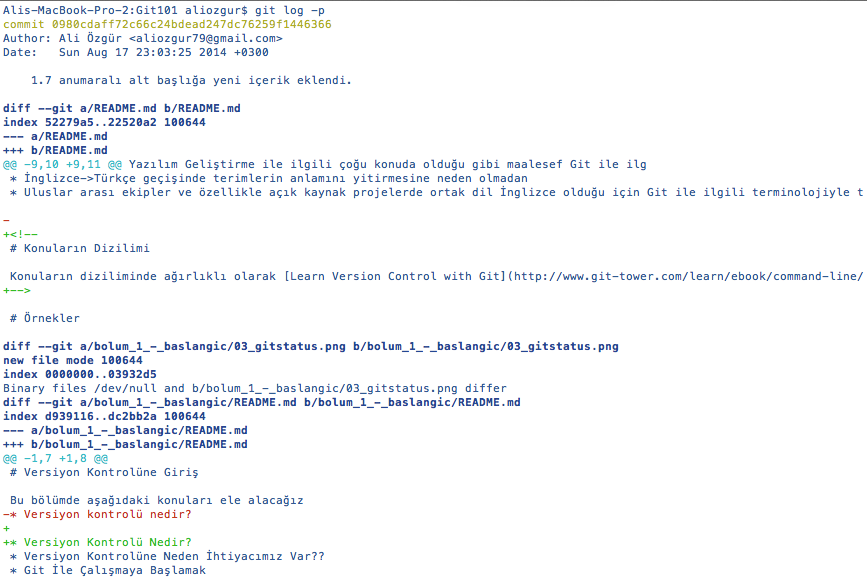 Alis-MacBook-Pro-2:Git101 aliozgur$ git log -p
commit 0980cdaff72c66c24bdead247dc76259f1446366
Author: Ali Özgür <aliozgur79@gmail.com>
Date:   Sun Aug 17 23:03:25 2014 +0300
    1.7 anumaralı alt başlığa yeni içerik eklendi.
diff --git a/README.md b/README.md
index 52279a5..22520a2 100644
--- a/README.md
+++ b/README.md
@@ -9,10 +9,11 @@ Yazılım Geliştirme ile ilgili çoğu konuda olduğu gibi maalesef Git ile ilg
 * İnglizce->Türkçe geçişinde terimlerin anlamını yitirmesine neden olmadan
 * Uluslar arası ekipler ve özellikle açık kaynak projelerde ortak dil İnglizce olduğu için Git ile ilgili terminolojiyle t
-
+<!--
 # Konuların Dizilimi
 Konuların diziliminde ağırlıklı olarak [Learn Version Control with Git](http://www.git-tower.com/learn/ebook/command-line/
+-->
 # Örnekler
diff --git a/bolum_1_-_baslangic/03_gitstatus.png b/bolum_1_-_baslangic/03_gitstatus.png
new file mode 100644
index 0000000..03932d5
Binary files /dev/null and b/bolum_1_-_baslangic/03_gitstatus.png differ
diff --git a/bolum_1_-_baslangic/README.md b/bolum_1_-_baslangic/README.md
index d939116..dc2bb2a 100644
--- a/bolum_1_-_baslangic/README.md
+++ b/bolum_1_-_baslangic/README.md
@@ -1,7 +1,8 @@
 # Versiyon Kontrolüne Giriş
 Bu bölümde aşağıdaki konuları ele alacağız
-* Versiyon kontrolü nedir?
+
+* Versiyon Kontrolü Nedir?
 * Versiyon Kontrolüne Neden İhtiyacımız Var??
 * Git İle Çalışmaya Başlamak